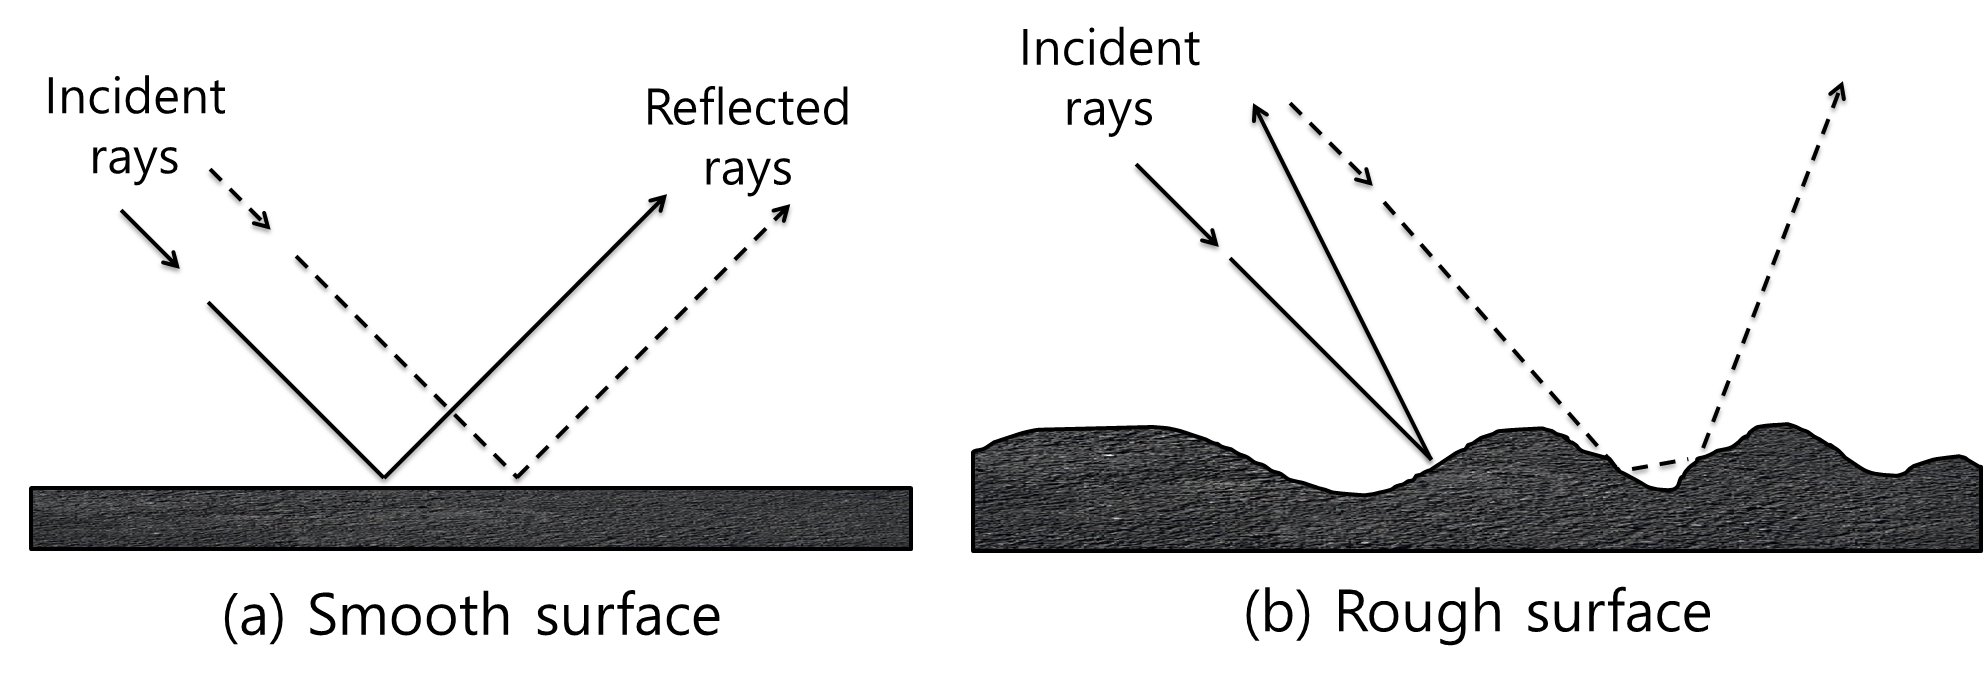 Incident
rays
Reflected
rays
(a) Smooth surface
Incident
rays
(b) Rough surface